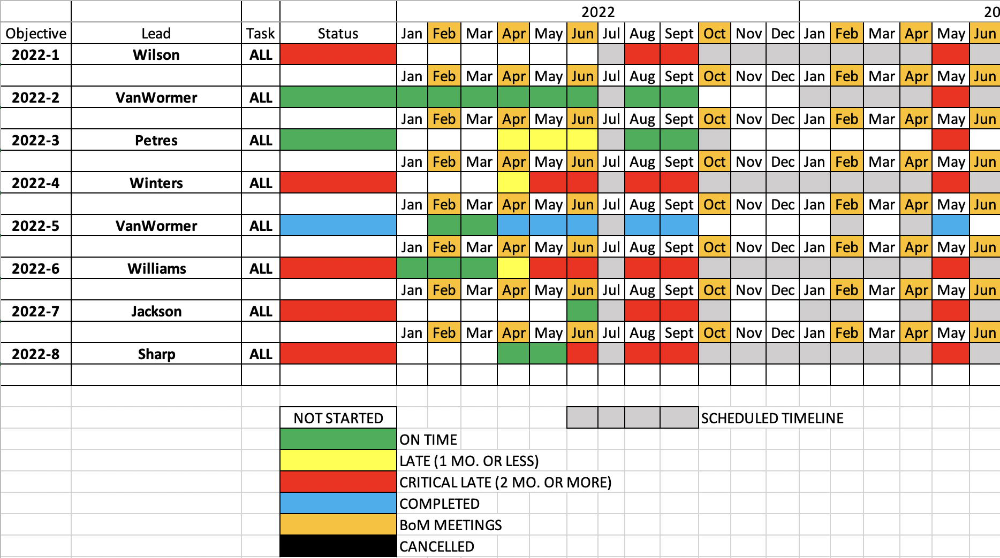 2022 20
Objective Lead Task Status Jan Feb Mar Apr May Jun Jul Aug Sept Oct Nov Dec Jan Feb Mar Apr May Jun
2022-1 Wilson ALL
Jan Feb Mar Apr May Jun Jul Aug Sept Oct Nov Dec Jan Feb Mar Apr May Jun
2022-2 VanWormer ALL
Jan Feb Mar Apr May Jun Jul Aug Sept Oct Nov Dec Jan Feb Mar Apr May Jun
2022-3 Petres ALL
Jan Feb Mar Apr May Jun Jul Aug Sept Oct Nov Dec Jan Feb Mar Apr May Jun
2022-4 Winters ALL
Jan Feb Mar Apr May Jun Jul Aug Sept Oct Nov Dec Jan Feb Mar Apr May Jun
2022-5 VanWormer ALL
Jan Feb Mar Apr May Jun Jul Aug Sept Oct Nov Dec Jan Feb Mar Apr May Jun
2022-6 Williams ALL
Jan Feb Mar Apr May Jun Jul Aug Sept Oct Nov Dec Jan Feb Mar Apr May Jun
2022-7 Jackson ALL
Jan Feb Mar Apr May Jun Jul Aug Sept Oct Nov Dec Jan Feb Mar Apr May Jun
2022-8 Sharp ALL
NOT STARTED SCHEDULED TIMELINE
ON TIME
LATE (1 MO. OR LESS)
CRITICAL LATE (2 MO. OR MORE)
COMPLETED
BoM MEETINGS
CANCELLED